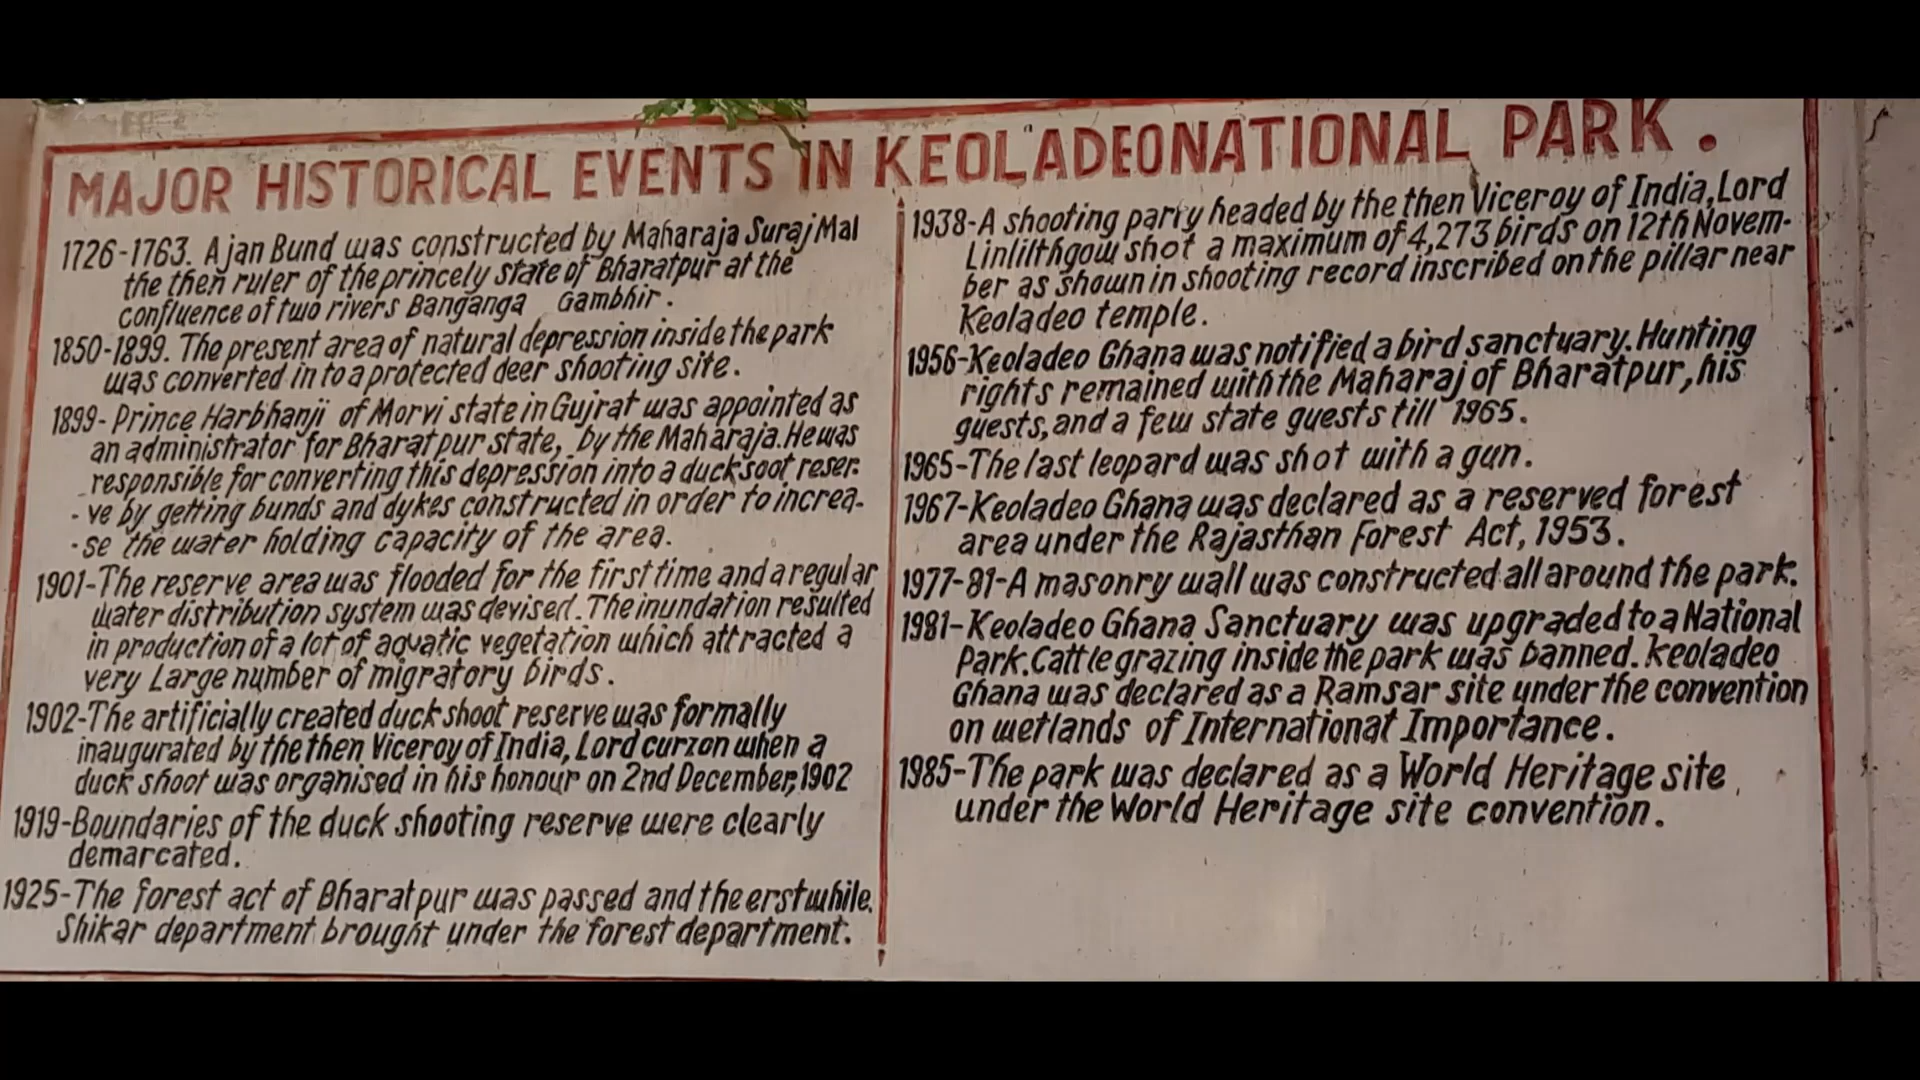 MAJOR HISTORICAL EVENTS IN KEOLADEONATIONAL PARK.
1726-1763. Ajan Bund was constructed by Maharaja Suraj Mal
the then ruler of the princely state of Bharatpur at the
confluence of two rivers Banganga Gambhir.
1850-1899. The present area of natural depression inside the park
was converted in to a protected deer shooting site.
1899- Prince Harbhanji of Morvi state in Gujrat was appointed as
an administrator for Bharatpur state, by the Maharaja. He was
responsible for converting this depression into a duck soot reser.
- ve by getting bunds and dykes constructed in order to increa-
- se the water holding capacity of the area.
1901-The reserve area was flooded for the first time and a regular
water distribution system was devised. The inundation resulted
in production of a lot of aquatic vegetation which attracted a
very Large number of migratory birds.
1902-The artificially created duck shoot reserve was formally
inaugurated by the then Viceroy of India, Lord curzon when a
duck shoot was organised in his honour on 2nd December,1902
1919-Boundaries of the duck shooting reserve were clearly
demarcated.
1925-The forest act of Bharatpur was passed and the erstwhile.
Shikar department brought under the forest department.
1938-A shooting party headed by the then Viceroy of India, Lord
Linlilthgow shot a maximum of 4,273 birds on 12th Novem-
ber as shown in shooting record inscribed on the pillar near
Keoladeo temple.
1956-Keoladeo Ghana was notified a bird sanctuary. Hunting
rights remained with the Maharaj of Bharatpur, his
guests, and a few state guests till 1965.
1965-The last leopard was shot with a gun.
1967-Keoladeo Ghana was declared as a reserved forest
area under the Rajasthan Forest Act, 1953.
1977-81-A masonry wall was constructed all around the park.
1981-Keoladeo Ghana Sanctuary was upgraded to a National
Park. Cattle grazing inside the park was banned. keoladeo
Ghana was declared as a Ramsar site under the convention
on wetlands of International Importance.
1985-The park was declared as a World Heritage site
under the World Heritage site convention.